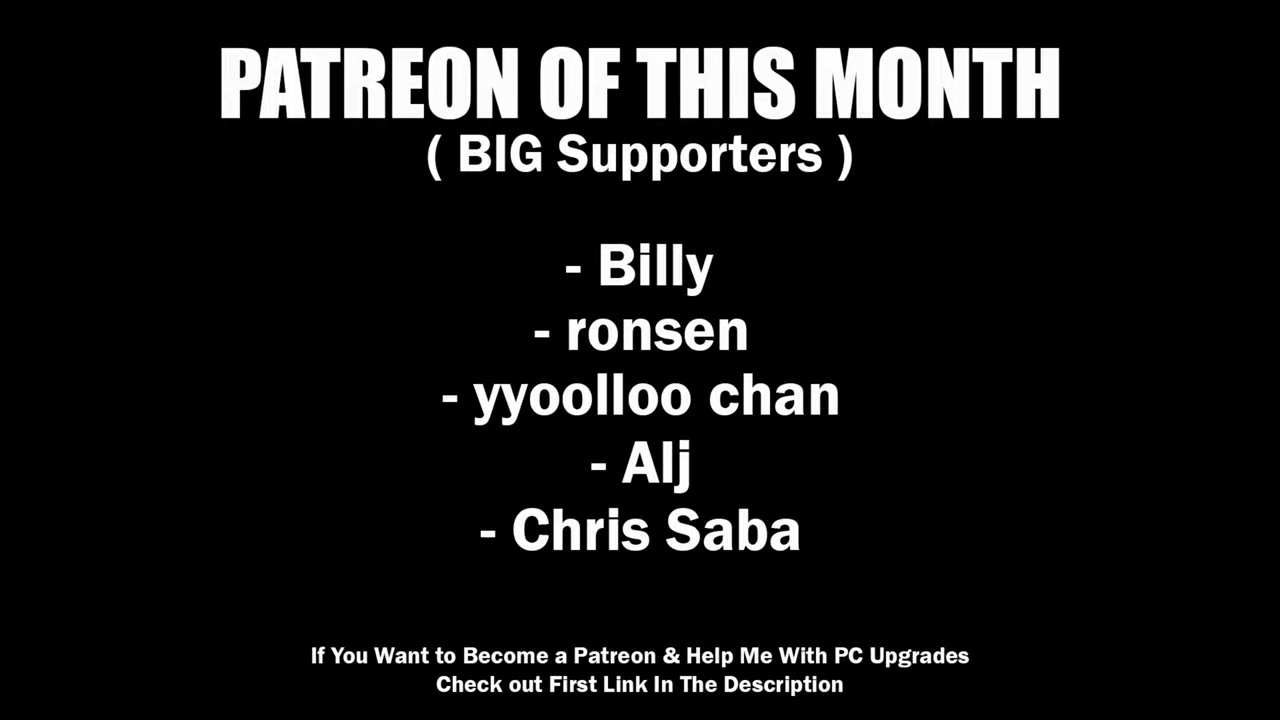 PATREON OF THIS MONTH
( BIG Supporters )
- Billy
- ronsen
- yyoolloo chan
- Alj
- Chris Saba
If You Want to Become a Patreon & Help Me With PC Upgrades
Check out First Link In The Description